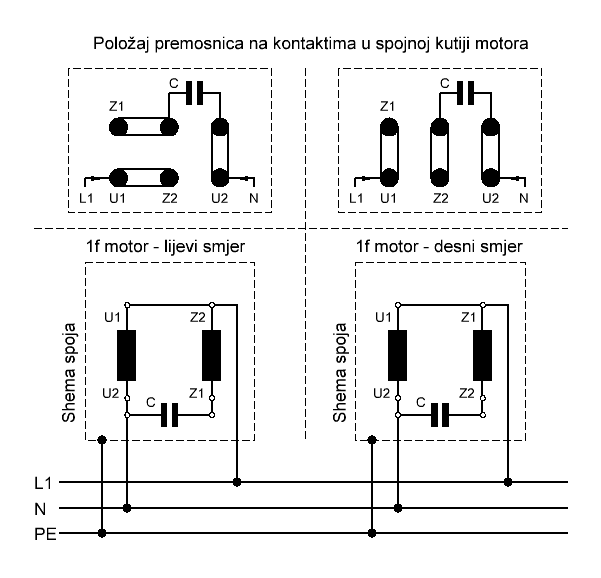 Položaj premosnica na kontaktima u spojnoj kutiji motora
C
Z1
L1 U1 Z2 U2 N
C
Z1
L1 U1 Z2 U2 N
1f motor - lijevi smjer
Shema spoja
U1 Z2
U2 C Z1
1f motor - desni smjer
Shema spoja
U1 Z1
U2 C Z2
L1
N
PE